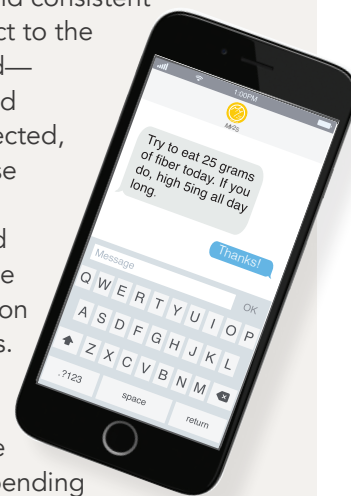 nd consistent
ct to the
d—
d
ected,
se
d
e
on
s.
e
pending
1:00PM
Try to eat 25 grams
of fiber today. If you
do, high 5ing all day
long.
Thanks!
Message
OK
Q W E R T Y U I O P
A S D F G H J K L
Z X C V B N M
.?123
space
return